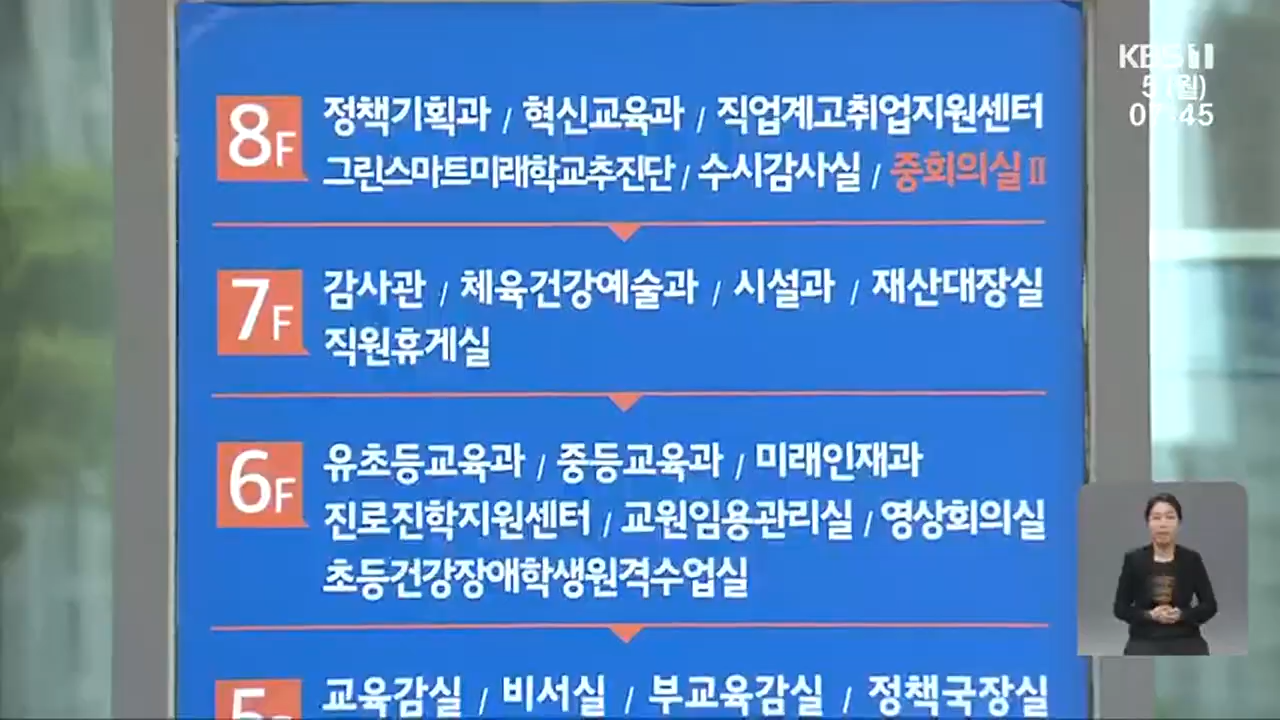 KBS 1
5 (월)
07:45
8F
정책기획과 / 혁신교육과 / 직업계고취업지원센터
그린스마트미래학교추진단 / 수시감사실 / 중회의실 Ⅱ
7F
감사관 / 체육건강예술과 / 시설과 / 재산대장실
직원휴게실
6F
유초등교육과 / 중등교육과 / 미래인재과
진로진학지원센터 / 교원임용관리실 / 영상회의실
초등건강장애학생원격수업실
5F
교육감실 / 비서실 / 부교육감실 / 정책국장실